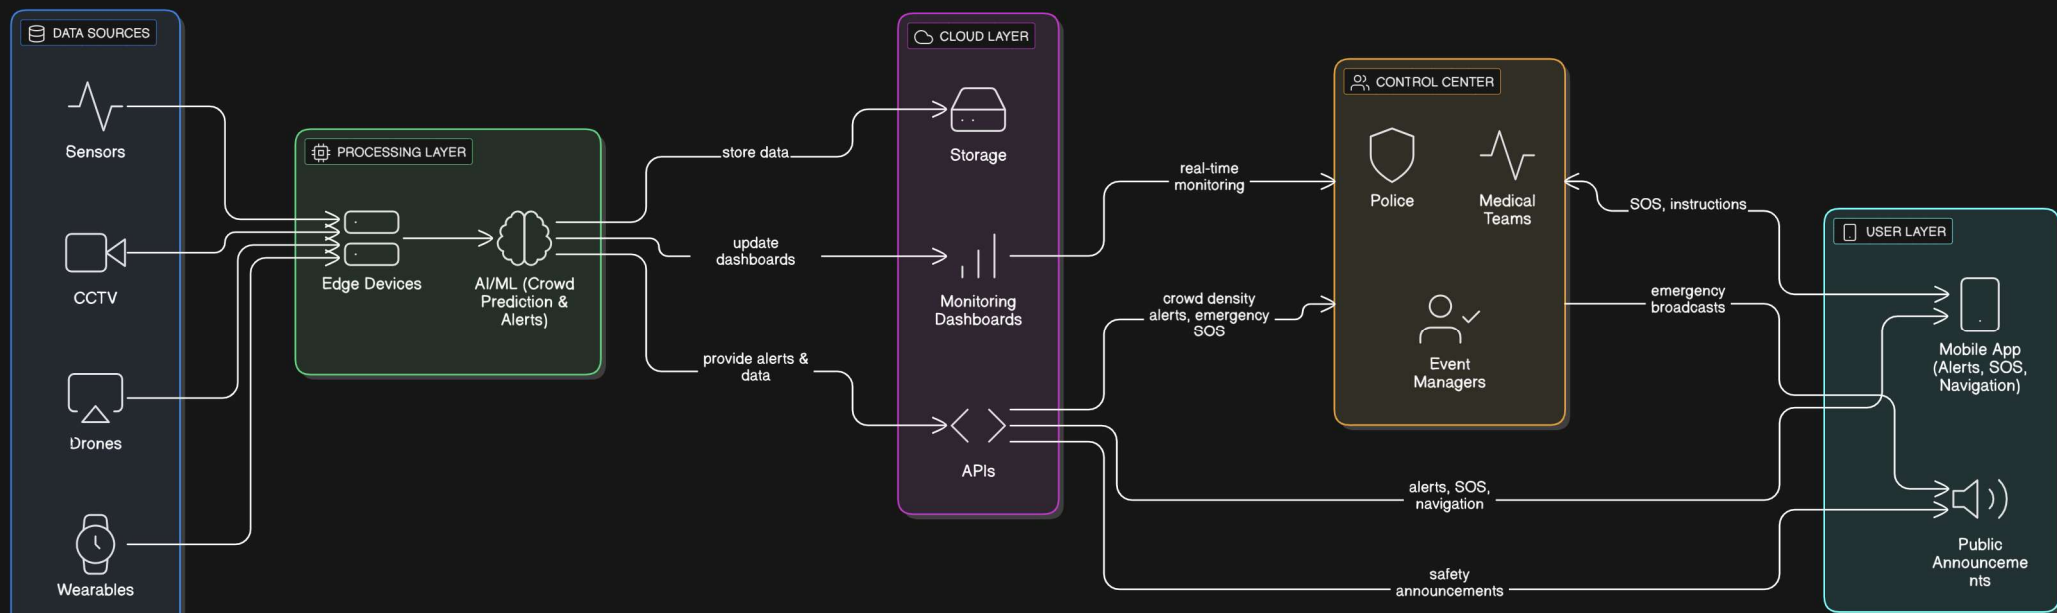 DATA SOURCES
Sensors
CCTV
Drones
Wearables
PROCESSING LAYER
Edge Devices
AI/ML (Crowd
Prediction &
Alerts)
store data
update
dashboards
provide alerts &
data
CLOUD LAYER
Storage
Monitoring
Dashboards
APIs
real-time
monitoring
crowd density
alerts, emergency
SOS
alerts, SOS,
navigation
safety
announcements
CONTROL CENTER
Police
Medical
Teams
Event
Managers
SOS, instructions
emergency
broadcasts
USER LAYER
Mobile App
(Alerts, SOS,
Navigation)
Public
Announceme
nts